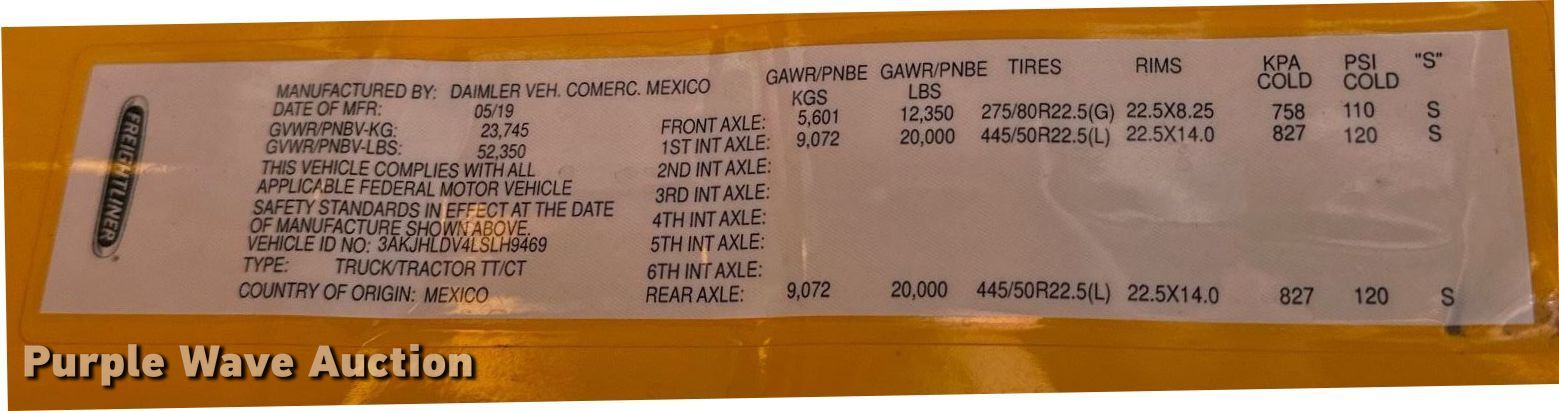 FREIGHTLINER
MANUFACTURED BY: DAIMLER VEH. COMERC. MEXICO
DATE OF MFR: 05/19
GVWR/PNBV-KG: 23,745
GVWR/PNBV-LBS: 52,350
THIS VEHICLE COMPLIES WITH ALL
APPLICABLE FEDERAL MOTOR VEHICLE
SAFETY STANDARDS IN EFFECT AT THE DATE
OF MANUFACTURE SHOWN ABOVE.
VEHICLE ID NO: 3AKJHLDV4LSLH9469
TYPE: TRUCK/TRACTOR TT/CT
COUNTRY OF ORIGIN: MEXICO
GAWR/PNBE GAWR/PNBE TIRES RIMS KPA PSI "S"
KGS LBS COLD COLD
FRONT AXLE: 5,601 12,350 275/80R22.5(G) 22.5X8.25 758 110 S
1ST INT AXLE: 9,072 20,000 445/50R22.5(L) 22.5X14.0 827 120 S
2ND INT AXLE:
3RD INT AXLE:
4TH INT AXLE:
5TH INT AXLE:
6TH INT AXLE:
REAR AXLE: 9,072 20,000 445/50R22.5(L) 22.5X14.0 827 120 S
Purple Wave Auction